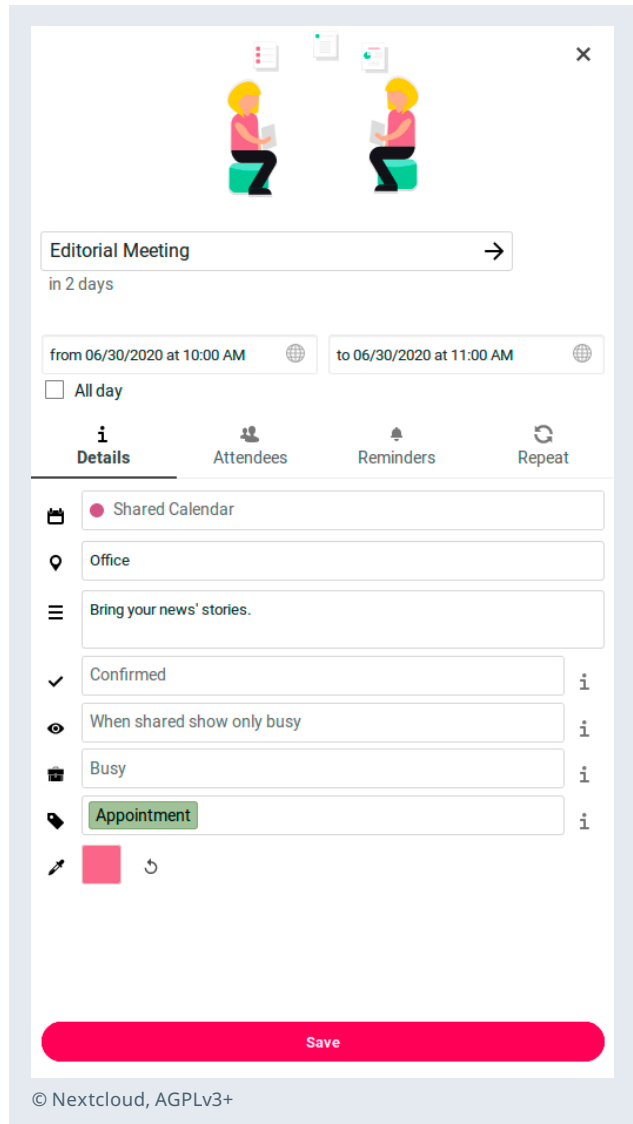 Editorial Meeting
in 2 days
from 06/30/2020 at 10:00 AM
to 06/30/2020 at 11:00 AM
All day
Details
Attendees
Reminders
Repeat
Shared Calendar
Office
Bring your news' stories.
Confirmed
When shared show only busy
Busy
Appointment
Save
© Nextcloud, AGPLv3+